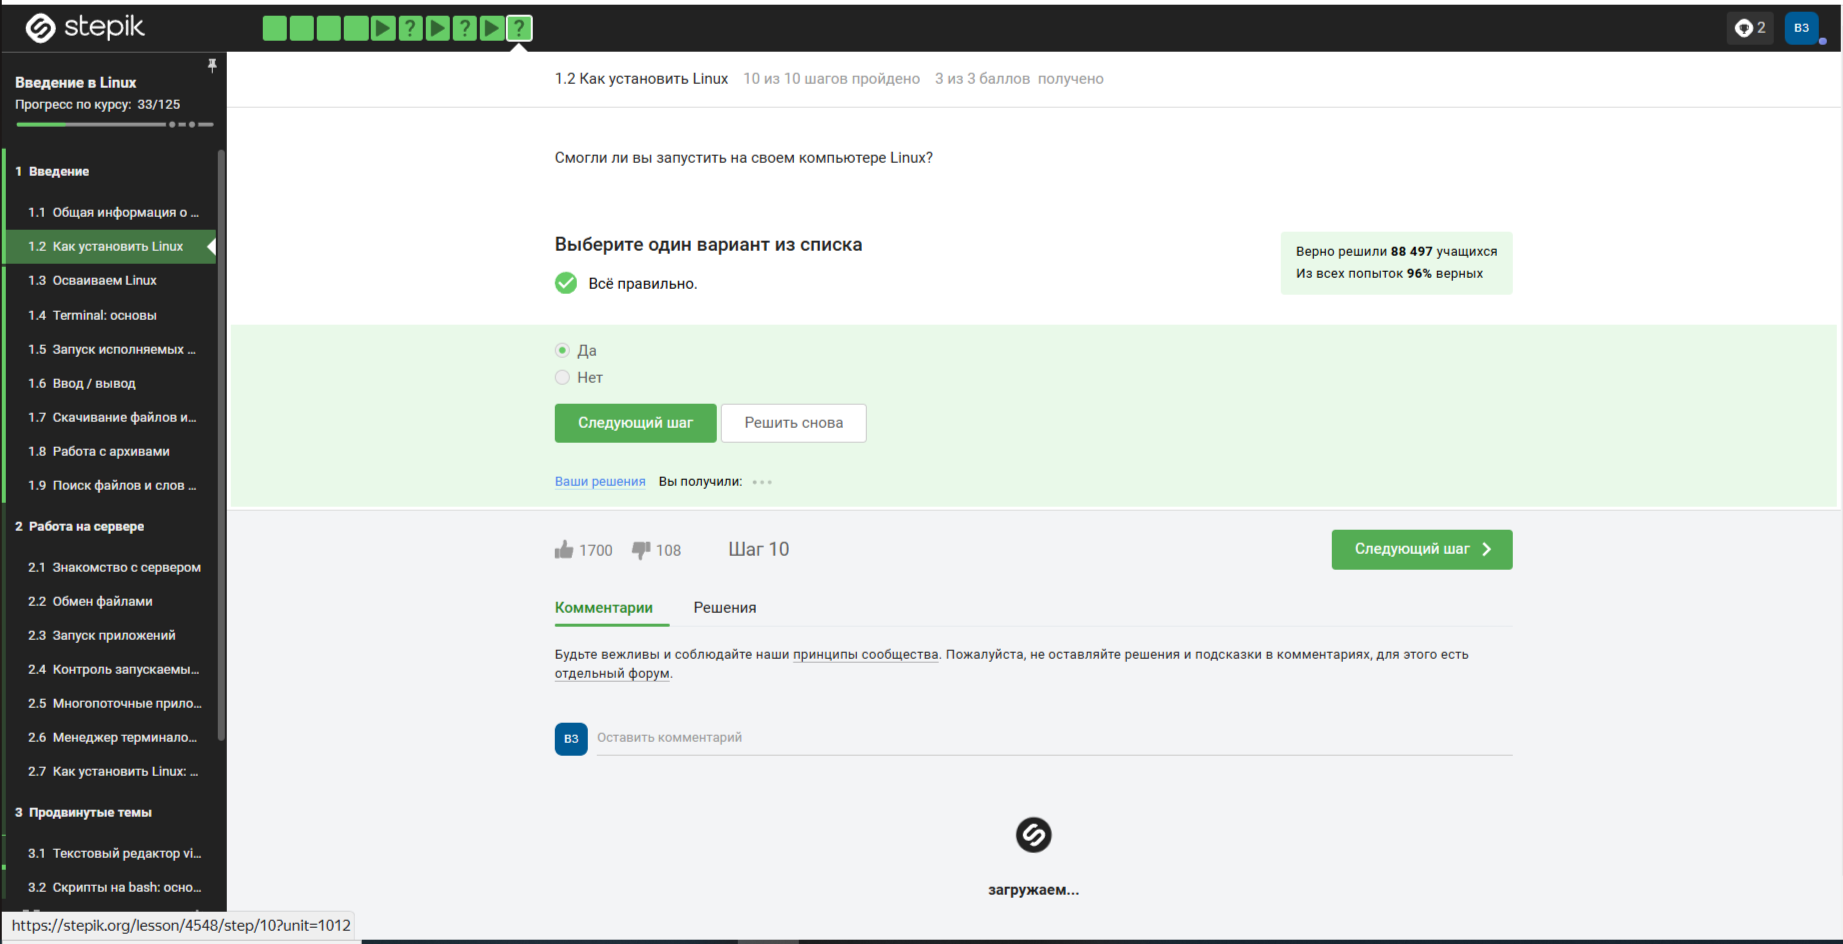 stepik
? ? ? ?
2
ВЗ
Введение в Linux
Прогресс по курсу: 33/125
1 Введение
1.1 Общая информация о ...
1.2 Как установить Linux
1.3 Осваиваем Linux
1.4 Terminal: основы
1.5 Запуск исполняемых ...
1.6 Ввод / вывод
1.7 Скачивание файлов и...
1.8 Работа с архивами
1.9 Поиск файлов и слов ...
2 Работа на сервере
2.1 Знакомство с сервером
2.2 Обмен файлами
2.3 Запуск приложений
2.4 Контроль запускаемы...
2.5 Многопоточные прило...
2.6 Менеджер терминало...
2.7 Как установить Linux: ...
3 Продвинутые темы
3.1 Текстовый редактор vi...
3.2 Скрипты на bash: осно...
https://stepik.org/lesson/4548/step/10?unit=1012
1.2 Как установить Linux 10 из 10 шагов пройдено 3 из 3 баллов получено
Смогли ли вы запустить на своем компьютере Linux?
Выберите один вариант из списка
Всё правильно.
Верно решили 88 497 учащихся
Из всех попыток 96% верных
Да
Нет
Следующий шаг
Решить снова
Ваши решения Вы получили:
1700 108 Шаг 10
Следующий шаг
Комментарии Решения
Будьте вежливы и соблюдайте наши принципы сообщества. Пожалуйста, не оставляйте решения и подсказки в комментариях, для этого есть
отдельный форум.
ВЗ
Оставить комментарий
загружаем...